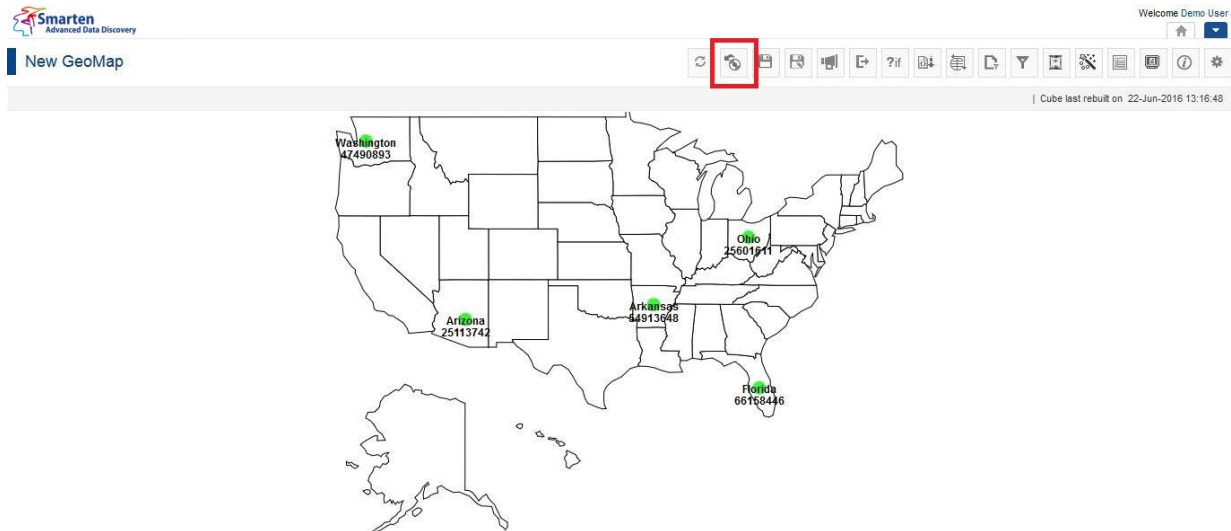 Smarten
Advanced Data Discovery
Welcome Demo User
New GeoMap
?if
| Cube last rebuilt on 22-Jun-2016 13:16:48
Washington
47490893
Ohio
25601611
Arkansas
54913648
Arizona
25113742
Florida
66158446